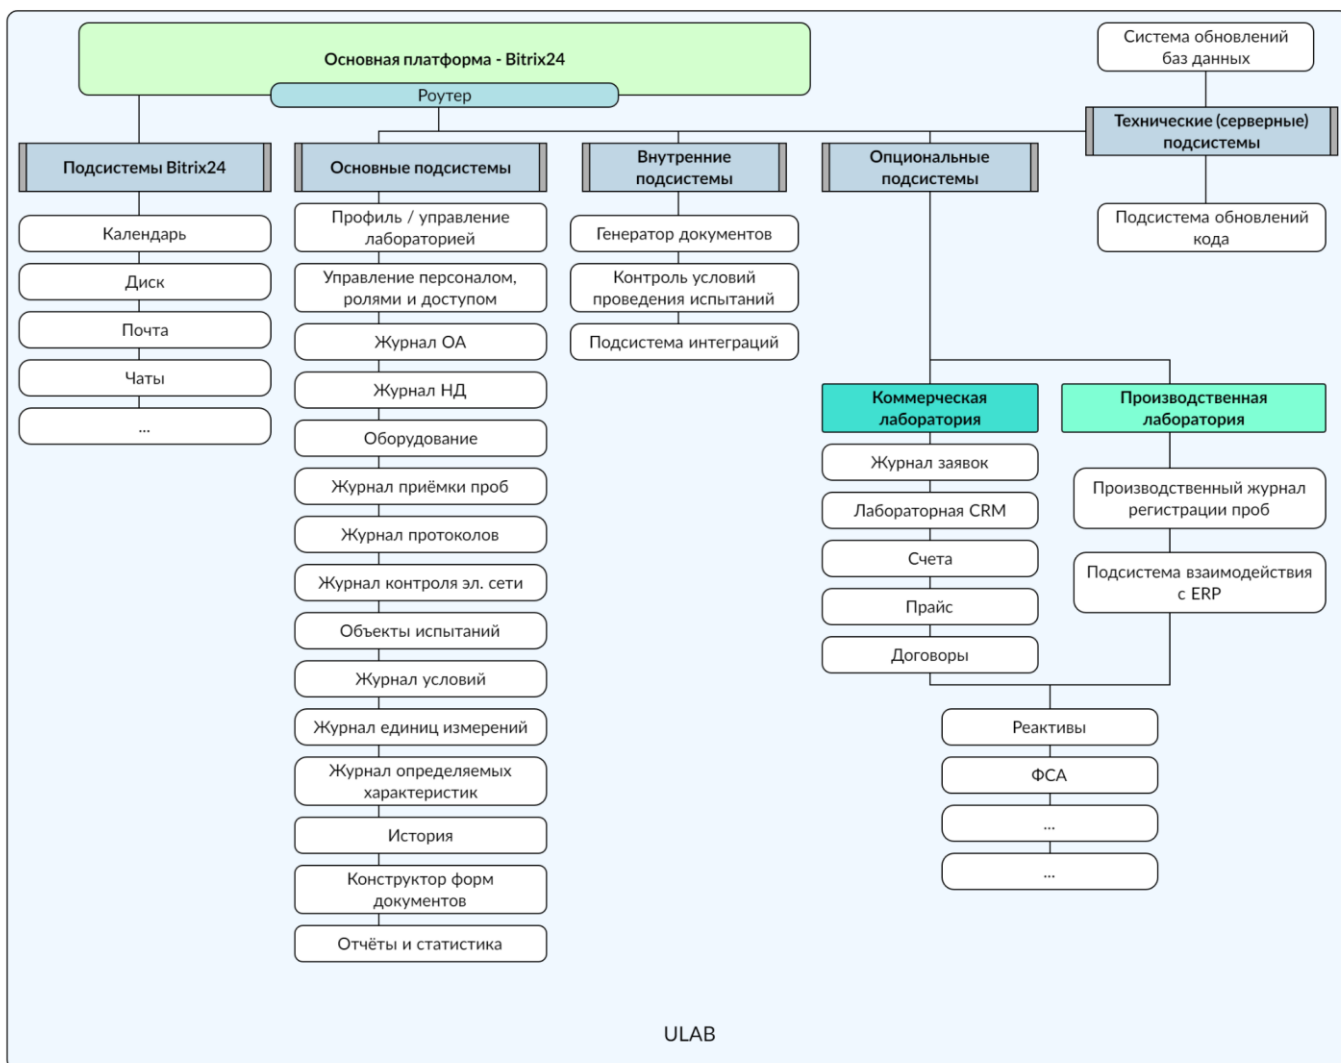 Основная платформа - Bitrix24
Роутер
Система обновлений
баз данных
Технические (серверные)
подсистемы
Подсистема обновлений
кода
Подсистемы Bitrix24
Календарь
Диск
Почта
Чаты
...
Основные подсистемы
Профиль / управление
лабораторией
Управление персоналом,
ролями и доступом
Журнал ОА
Журнал НД
Оборудование
Журнал приёмки проб
Журнал протоколов
Журнал контроля эл. сети
Объекты испытаний
Журнал условий
Журнал единиц измерений
Журнал определяемых
характеристик
История
Конструктор форм
документов
Отчёты и статистика
Внутренние
подсистемы
Генератор документов
Контроль условий
проведения испытаний
Подсистема интеграций
Опциональные
подсистемы
Коммерческая
лаборатория
Журнал заявок
Лабораторная CRM
Счета
Прайс
Договоры
Производственная
лаборатория
Производственный журнал
регистрации проб
Подсистема взаимодействия
с ERP
Реактивы
ФСА
...
...
ULAB